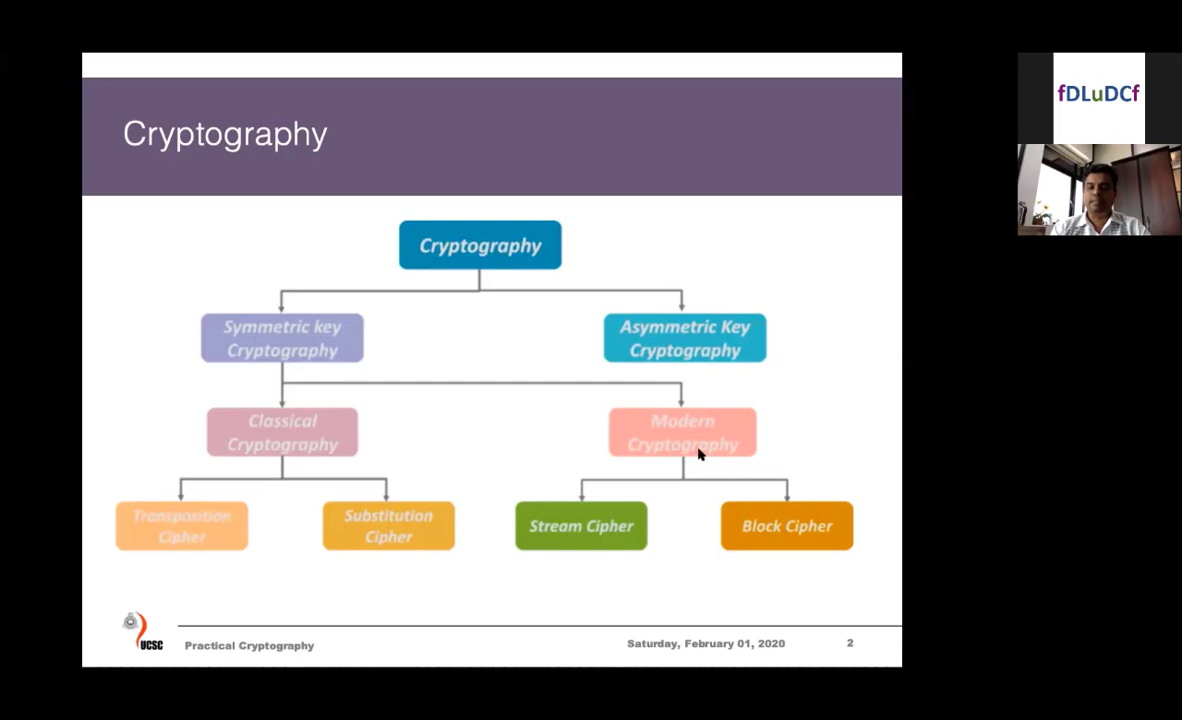 Cryptography
fDLuDCf
Cryptography
Symmetric key
Cryptography
Asymmetric Key
Cryptography
Classical
Cryptography
Modern
Cryptography
Transposition
Cipher
Substitution
Cipher
Stream Cipher
Block Cipher
UCSC
Practical Cryptography
Saturday, February 01, 2020
2